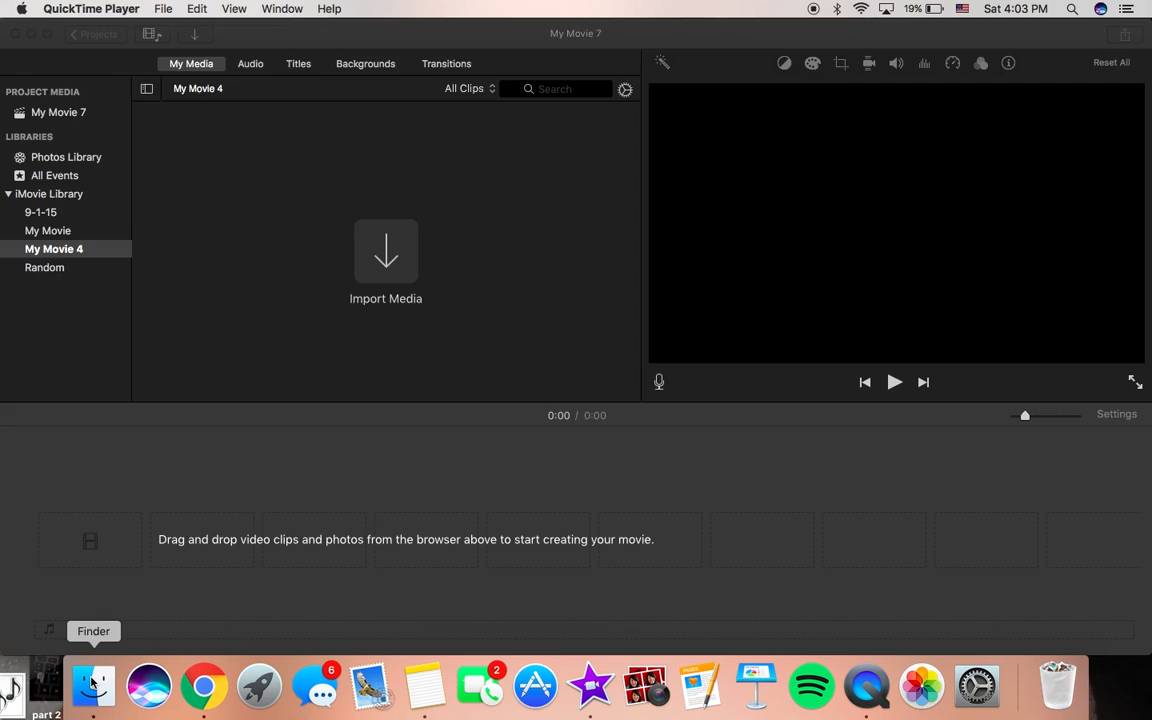 QuickTime Player File Edit View Window Help 19% Sat 4:03 PM
Projects My Movie 7
My Media Audio Titles Backgrounds Transitions Reset All
PROJECT MEDIA
My Movie 7
LIBRARIES
Photos Library
All Events
iMovie Library
9-1-15
My Movie
My Movie 4
Random
My Movie 4 All Clips Search
Import Media
0:00 / 0:00 Settings
Drag and drop video clips and photos from the browser above to start creating your movie.
Finder
6
2
PAGES
part 2